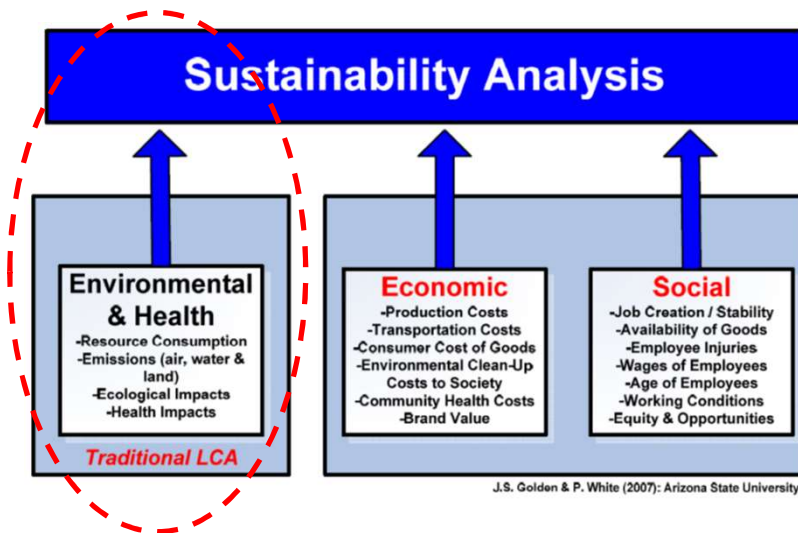 Sustainability Analysis
Environmental
& Health
-Resource Consumption
-Emissions (air, water &
land)
-Ecological Impacts
-Health Impacts
Traditional LCA
Economic
-Production Costs
-Transportation Costs
-Consumer Cost of Goods
-Environmental Clean-Up
Costs to Society
-Community Health Costs
-Brand Value
Social
-Job Creation / Stability
-Availability of Goods
-Employee Injuries
-Wages of Employees
-Age of Employees
-Working Conditions
-Equity & Opportunities
J.S. Golden & P. White (2007): Arizona State University